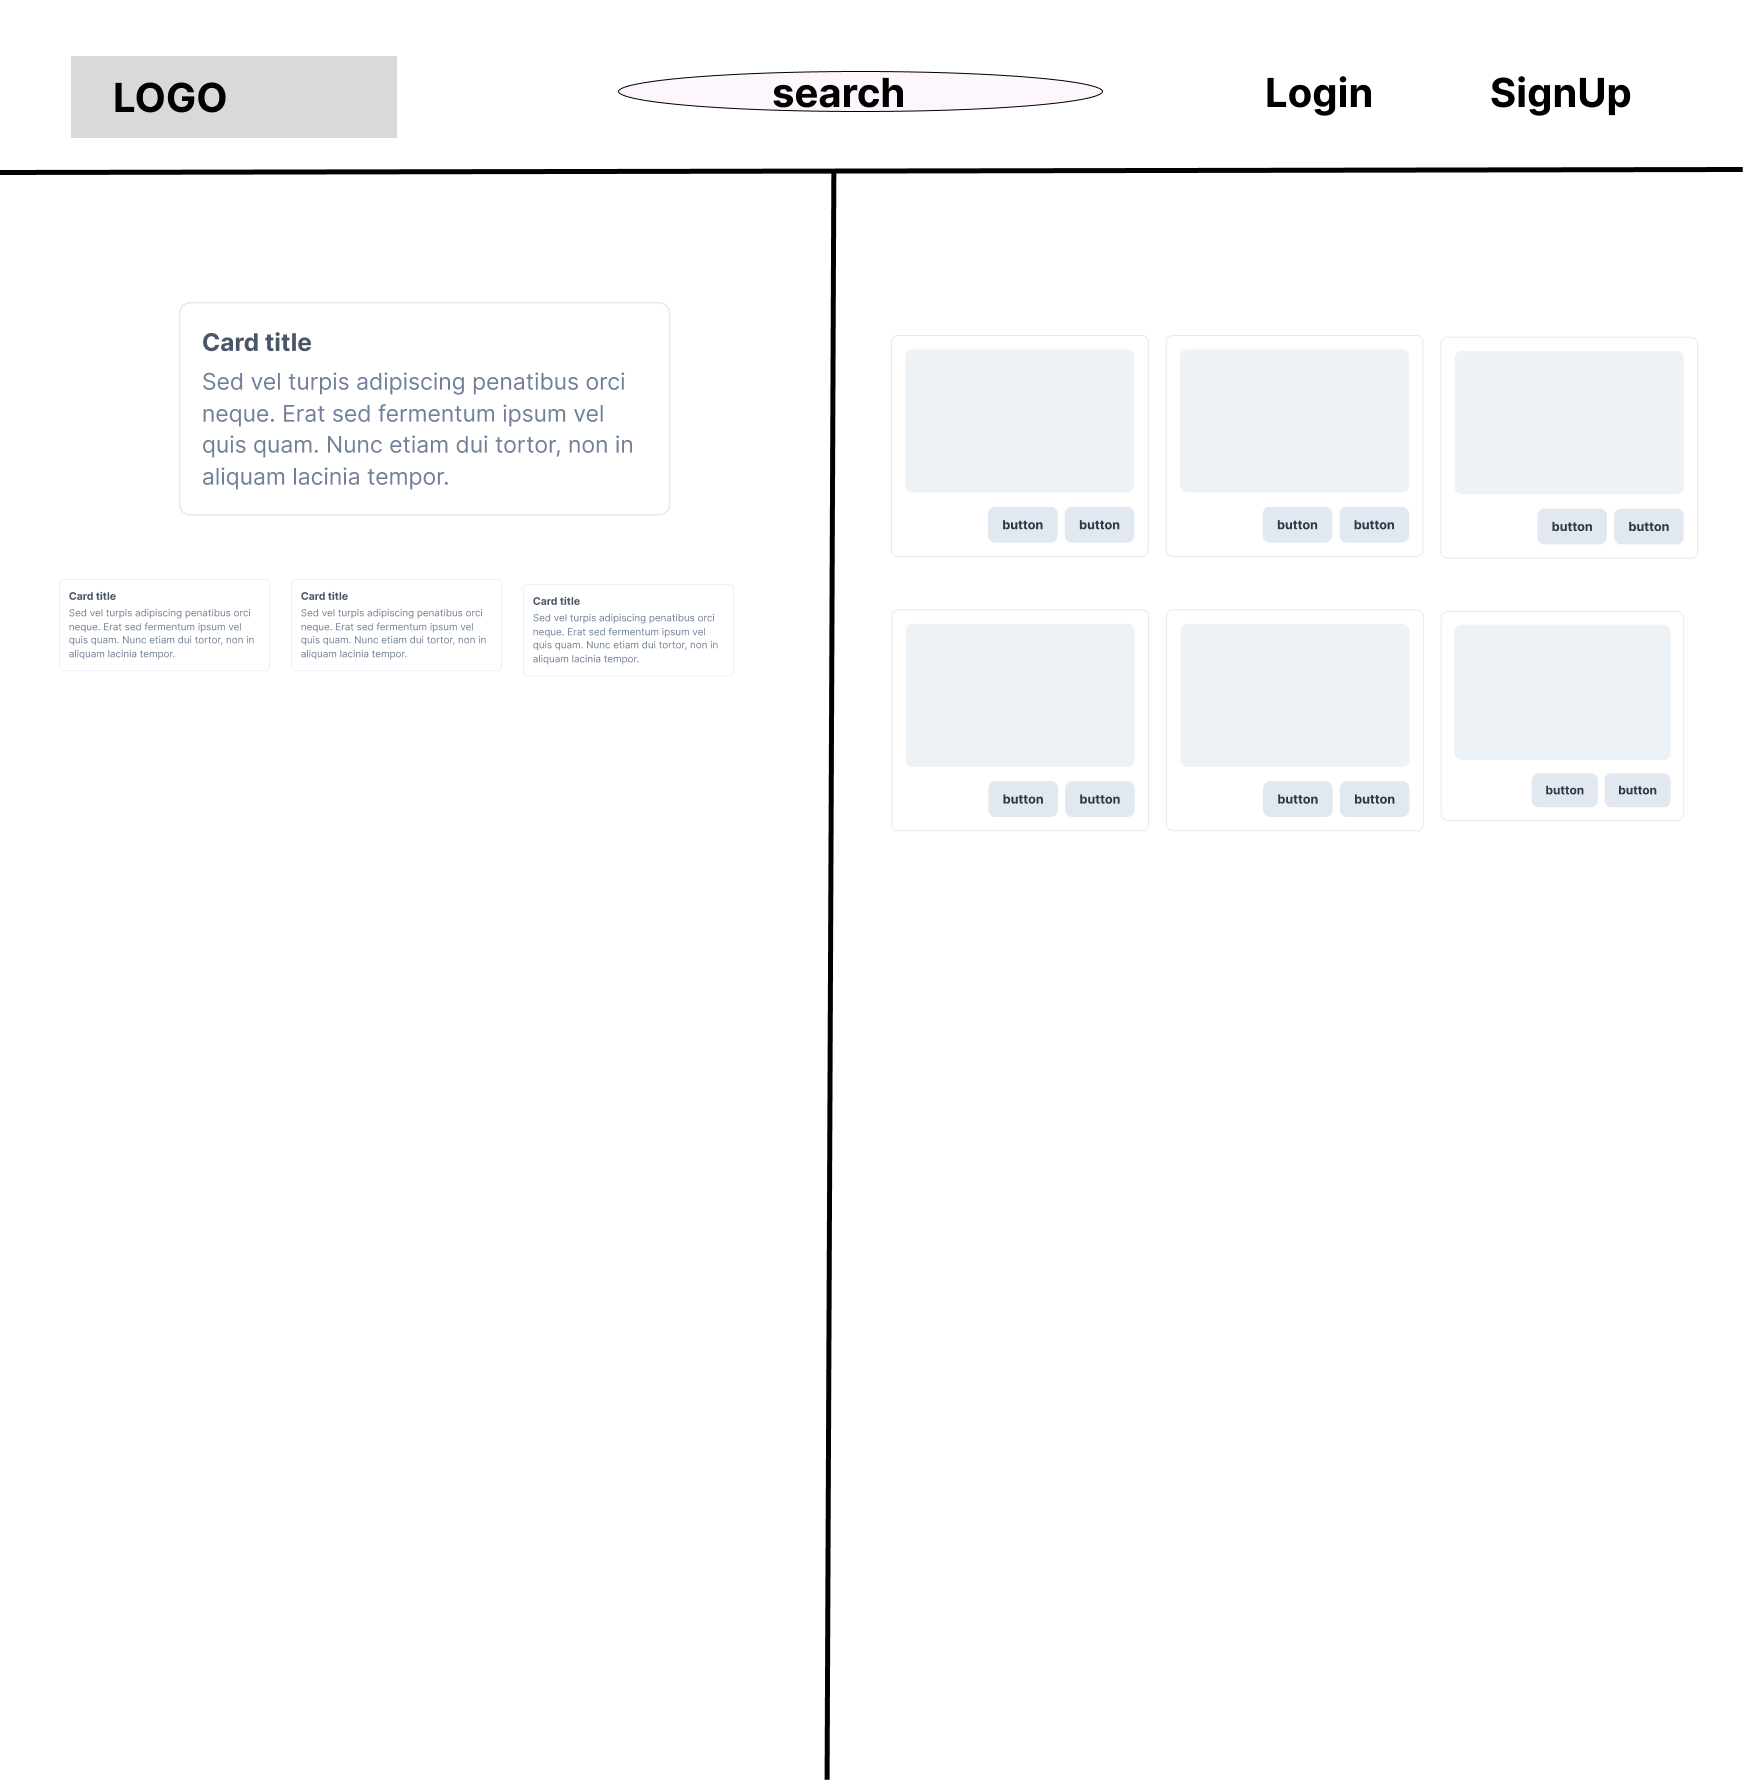 LOGO
search
Login
SignUp
Card title
Sed vel turpis adipiscing penatibus orci
neque. Erat sed fermentum ipsum vel
quis quam. Nunc etiam dui tortor, non in
aliquam lacinia tempor.
Card title
Sed vel turpis adipiscing penatibus orci
neque. Erat sed fermentum ipsum vel
quis quam. Nunc etiam dui tortor, non in
aliquam lacinia tempor.
Card title
Sed vel turpis adipiscing penatibus orci
neque. Erat sed fermentum ipsum vel
quis quam. Nunc etiam dui tortor, non in
aliquam lacinia tempor.
Card title
Sed vel turpis adipiscing penatibus orci
neque. Erat sed fermentum ipsum vel
quis quam. Nunc etiam dui tortor, non in
aliquam lacinia tempor.
button button
button button
button button
button button
button button
button button